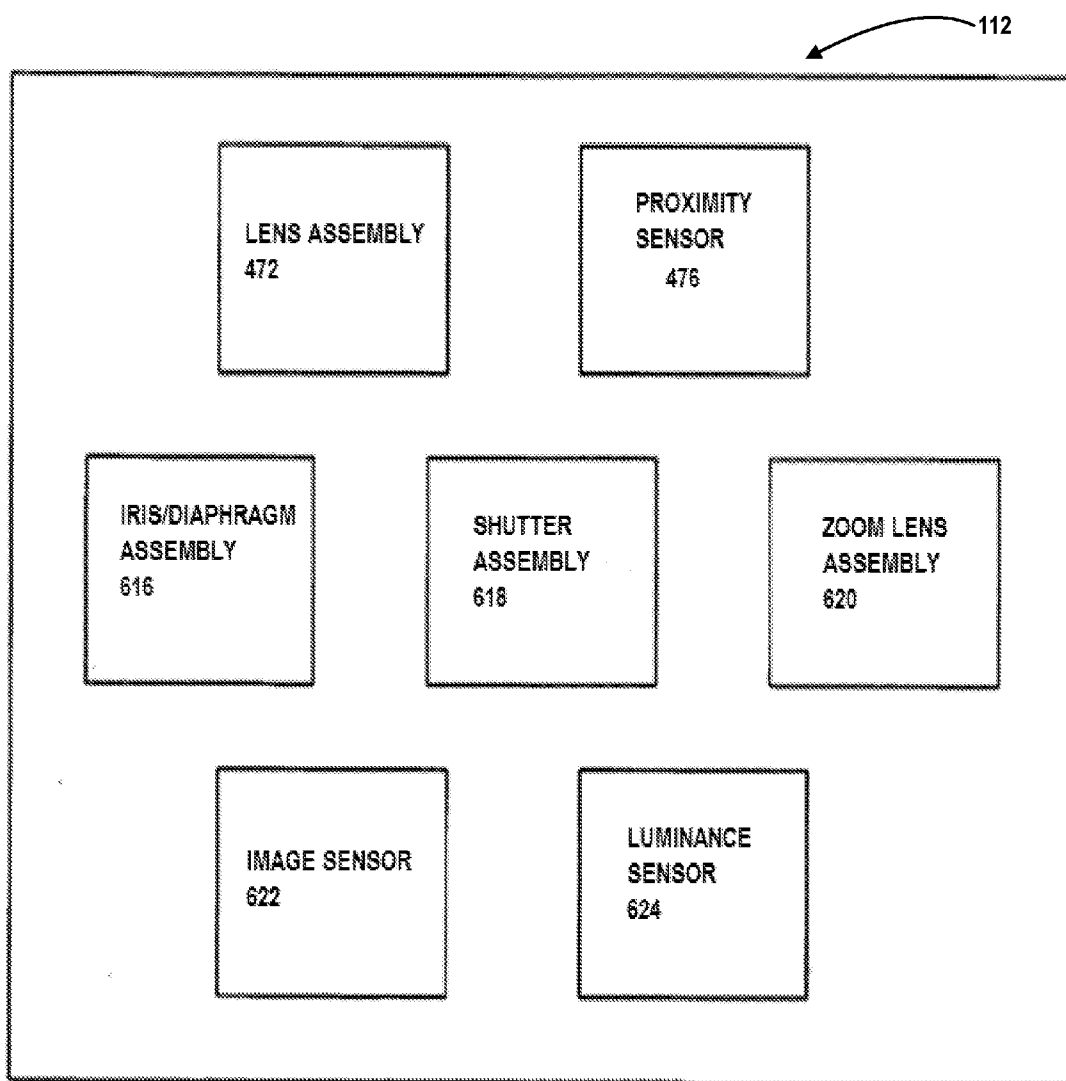 112
LENS ASSEMBLY
472
PROXIMITY
SENSOR
476
IRIS/DIAPHRAGM
ASSEMBLY
616
SHUTTER
ASSEMBLY
618
ZOOM LENS
ASSEMBLY
620
IMAGE SENSOR
622
LUMINANCE
SENSOR
624